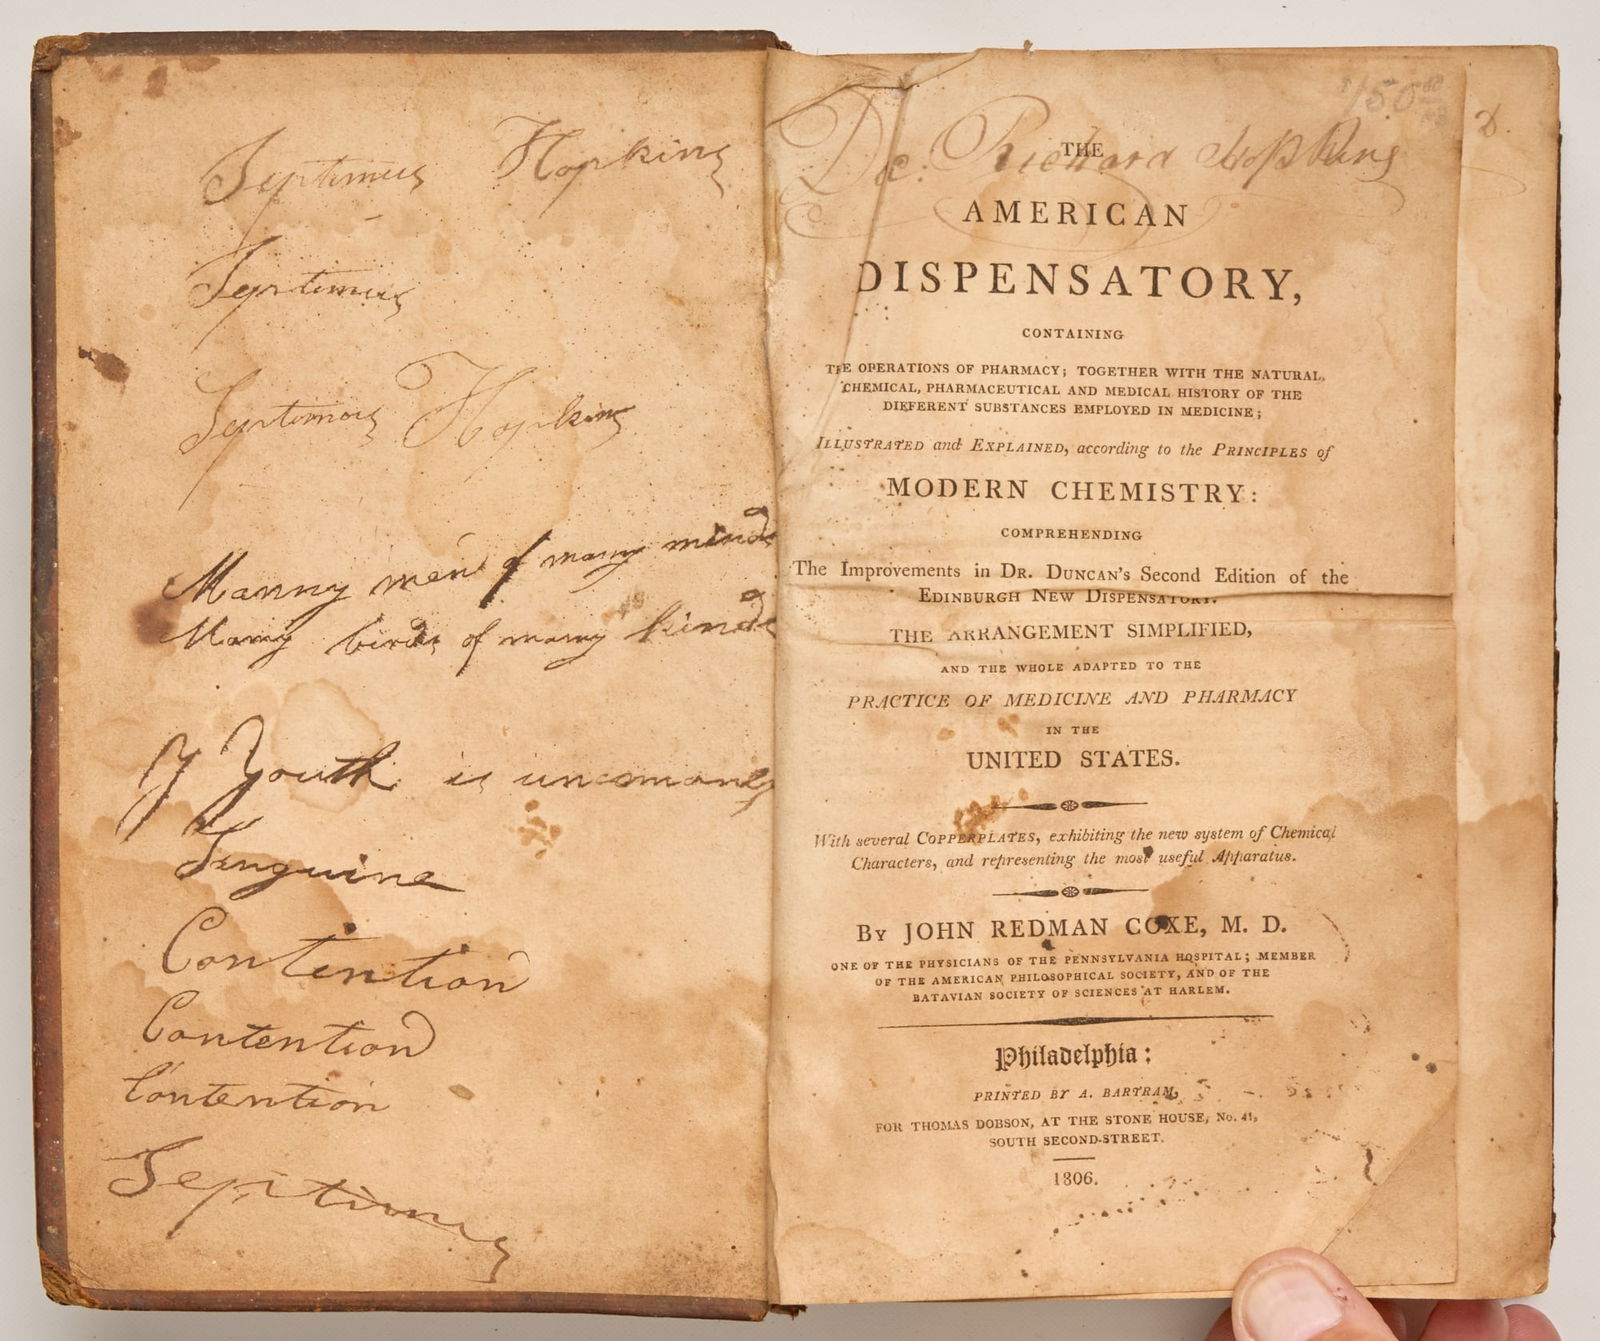 Septimus Hopkins
Septimus
Septimus Hopkins
Manny men of many minds
Many birds of many kinds
Youth is uncomonly
Senguine
Contention
Contention
Contention
Septimus
$150
Dr. Richard Hopkins
D.
THE
AMERICAN
DISPENSATORY,
CONTAINING
THE OPERATIONS OF PHARMACY; TOGETHER WITH THE NATURAL,
CHEMICAL, PHARMACEUTICAL AND MEDICAL HISTORY OF THE
DIFFERENT SUBSTANCES EMPLOYED IN MEDICINE;
ILLUSTRATED and EXPLAINED, according to the PRINCIPLES of
MODERN CHEMISTRY:
COMPREHENDING
The Improvements in DR. DUNCAN'S Second Edition of the
EDINBURGH NEW DISPENSATORY.
THE ARRANGEMENT SIMPLIFIED,
AND THE WHOLE ADAPTED TO THE
PRACTICE OF MEDICINE AND PHARMACY
IN THE
UNITED STATES.
With several COPPERPLATES, exhibiting the new system of Chemical
Characters, and representing the most useful Apparatus.
By JOHN REDMAN COXE, M. D.
ONE OF THE PHYSICIANS OF THE PENNSYLVANIA HOSPITAL; MEMBER
OF THE AMERICAN PHILOSOPHICAL SOCIETY, AND OF THE
BATAVIAN SOCIETY OF SCIENCES AT HARLEM.
Philadelphia:
PRINTED BY A. BARTRAM,
FOR THOMAS DOBSON, AT THE STONE HOUSE, No. 41,
SOUTH SECOND-STREET.
1806.